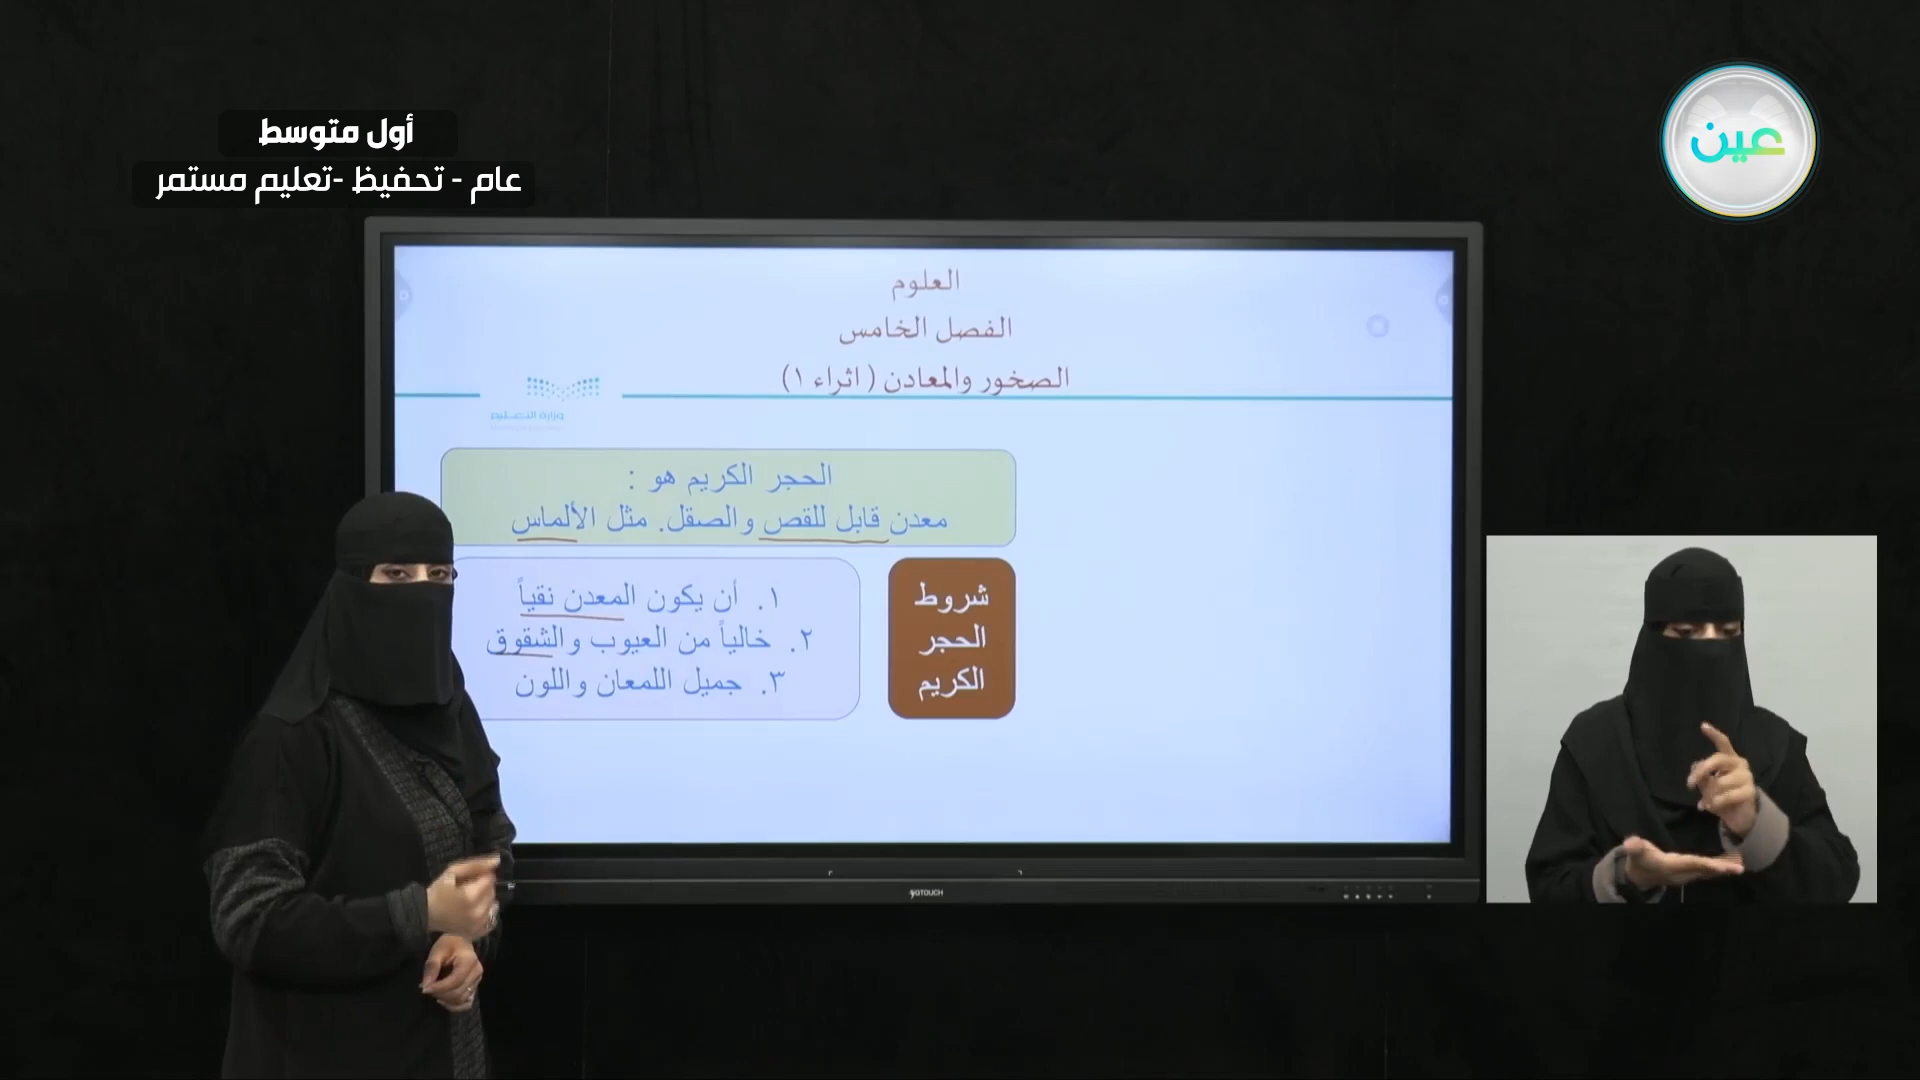 أول متوسط
عام - تحفيظ -تعليم مستمر
عين
العلوم
الفصل الخامس
الصخور والمعادن ( اثراء ١)
وزارة التعليم
الحجر الكريم هو :
معدن قابل للقص والصقل. مثل الألماس
شروط
الحجر
الكريم
١. أن يكون المعدن نقياً
٢. خالياً من العيوب والشقوق
٣. جميل اللمعان واللون